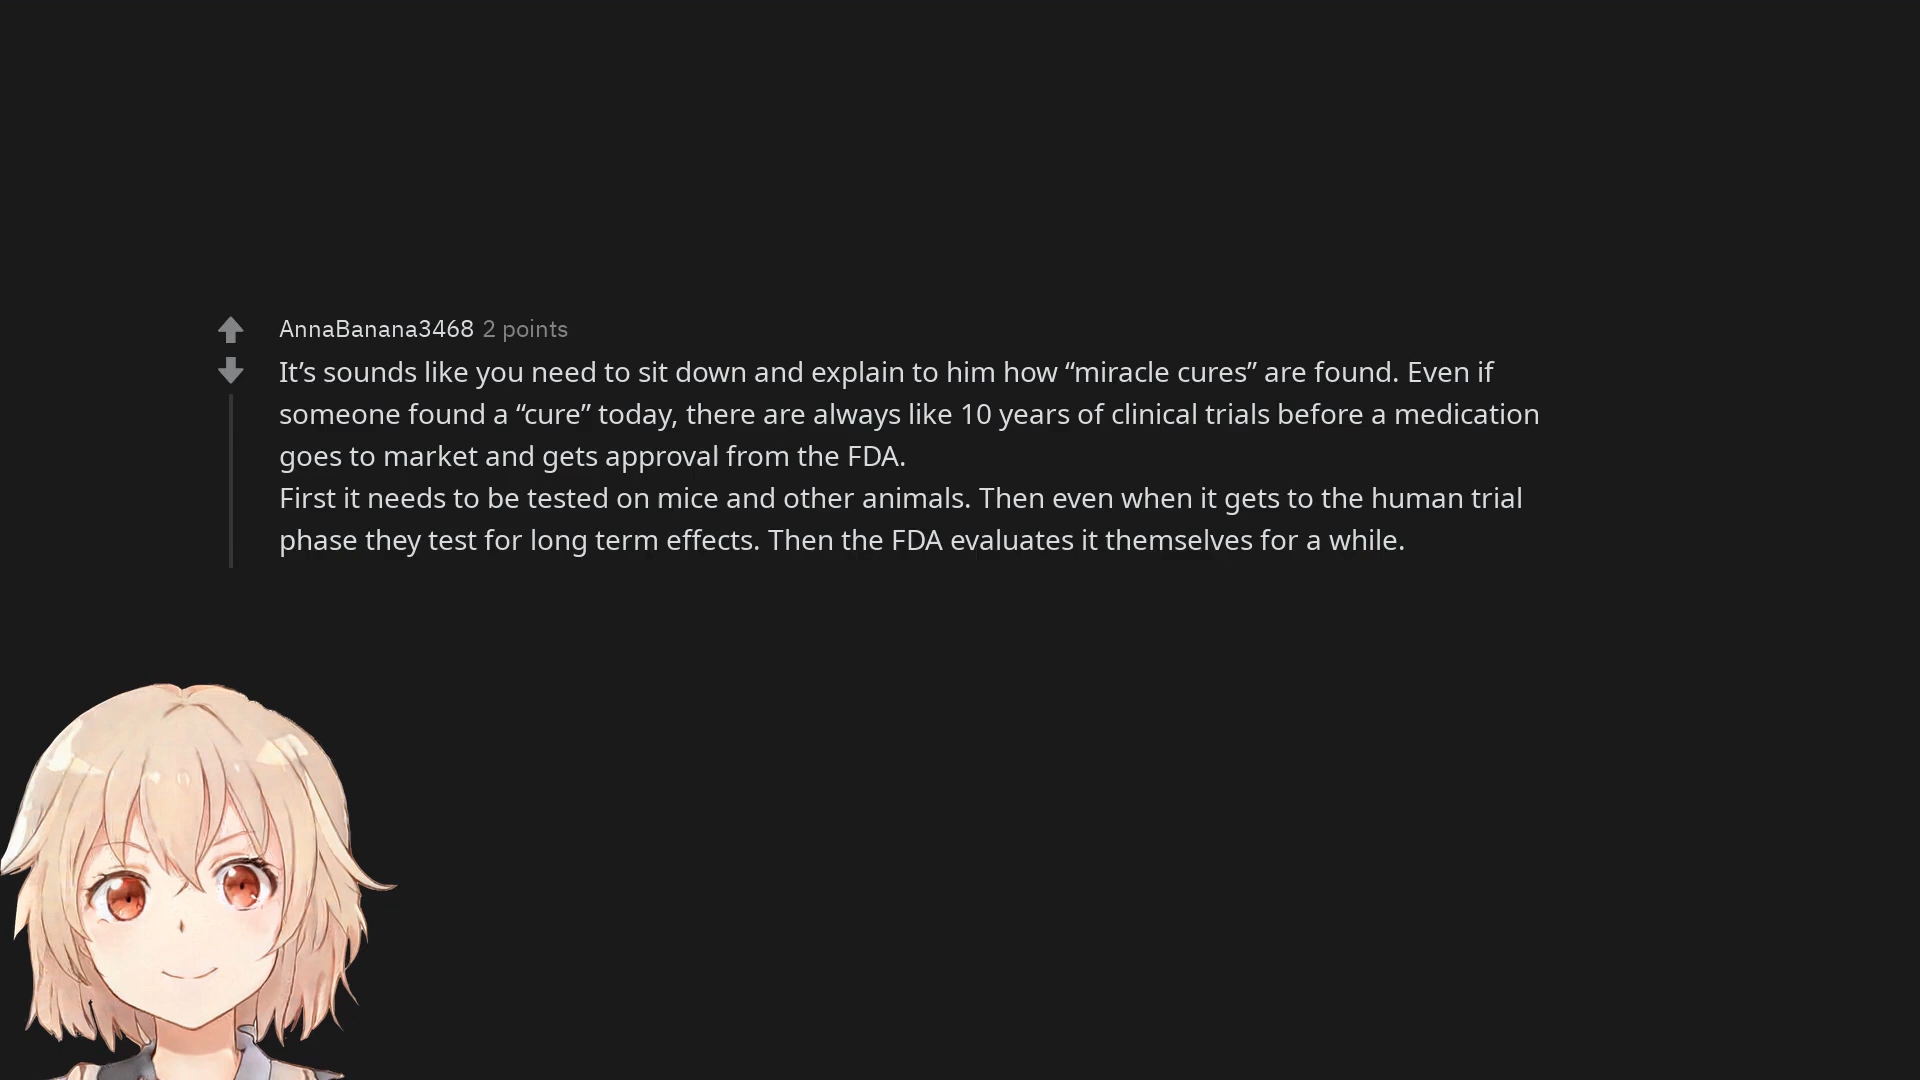 AnnaBanana3468 2 points
It’s sounds like you need to sit down and explain to him how “miracle cures” are found. Even if
someone found a “cure” today, there are always like 10 years of clinical trials before a medication
goes to market and gets approval from the FDA.
First it needs to be tested on mice and other animals. Then even when it gets to the human trial
phase they test for long term effects. Then the FDA evaluates it themselves for a while.